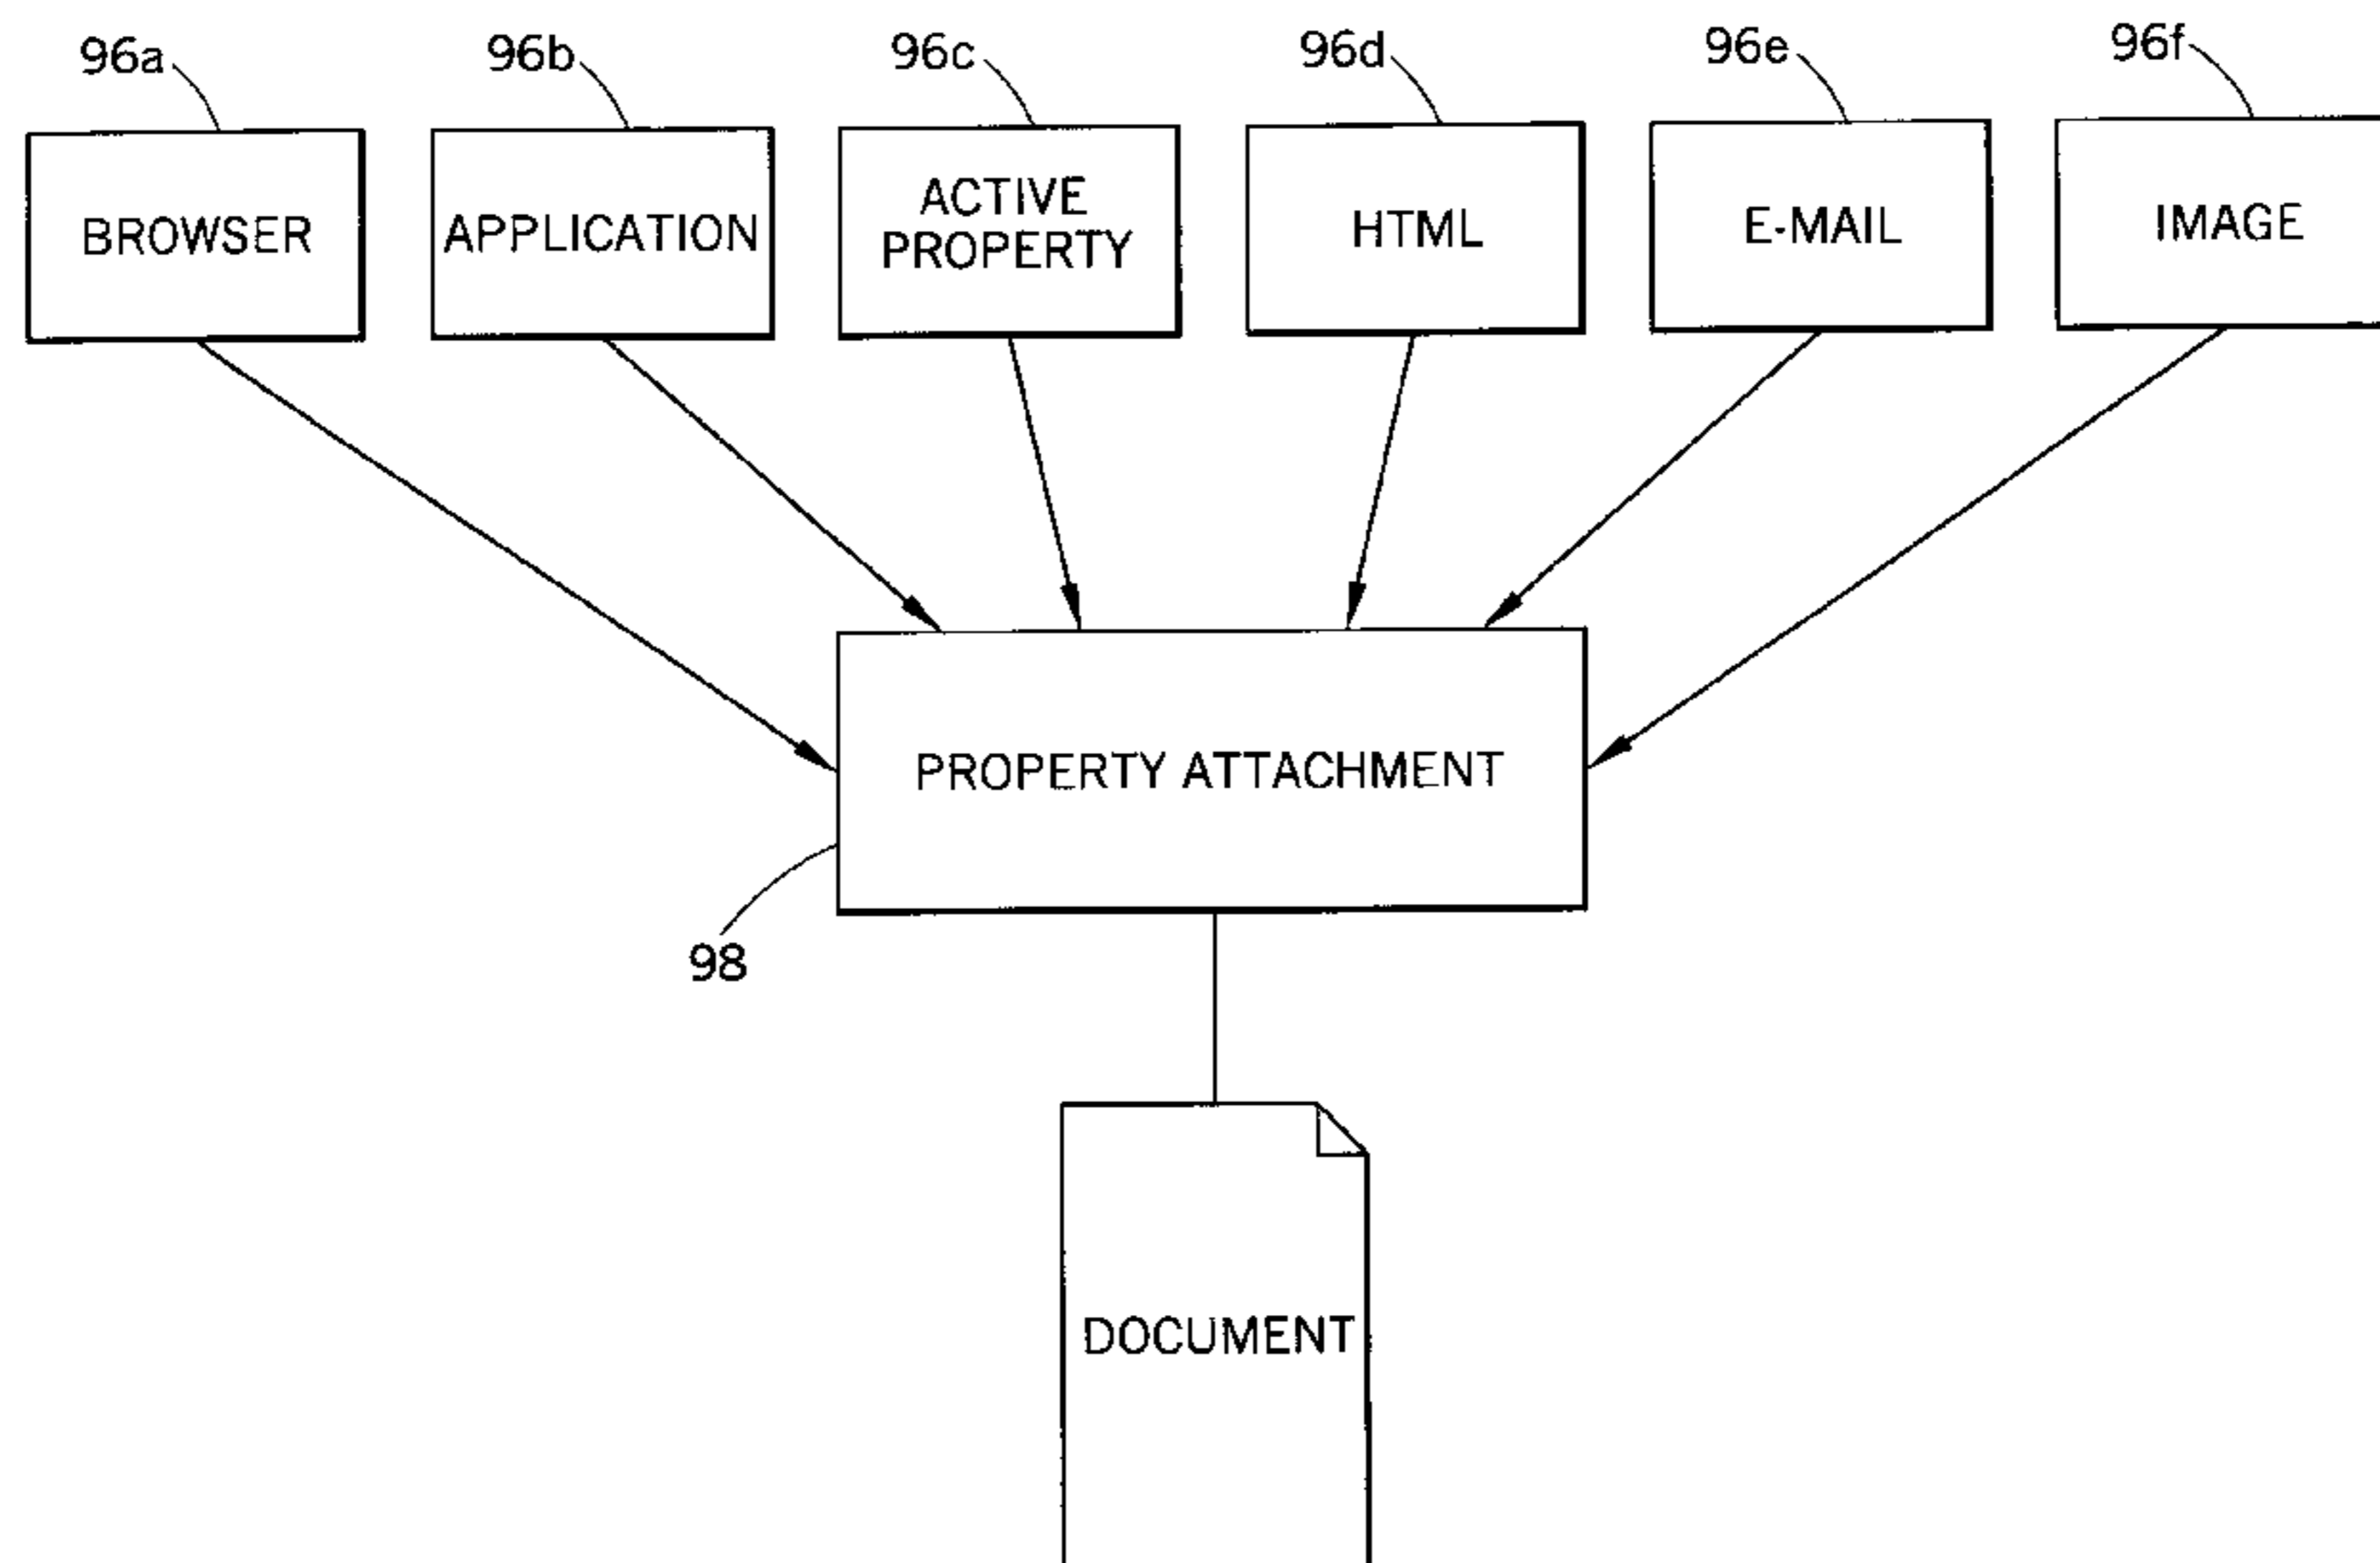 96a
96b
96c
96d
96e
96f
BROWSER
APPLICATION
ACTIVE
PROPERTY
HTML
E-MAIL
IMAGE
PROPERTY ATTACHMENT
98
DOCUMENT